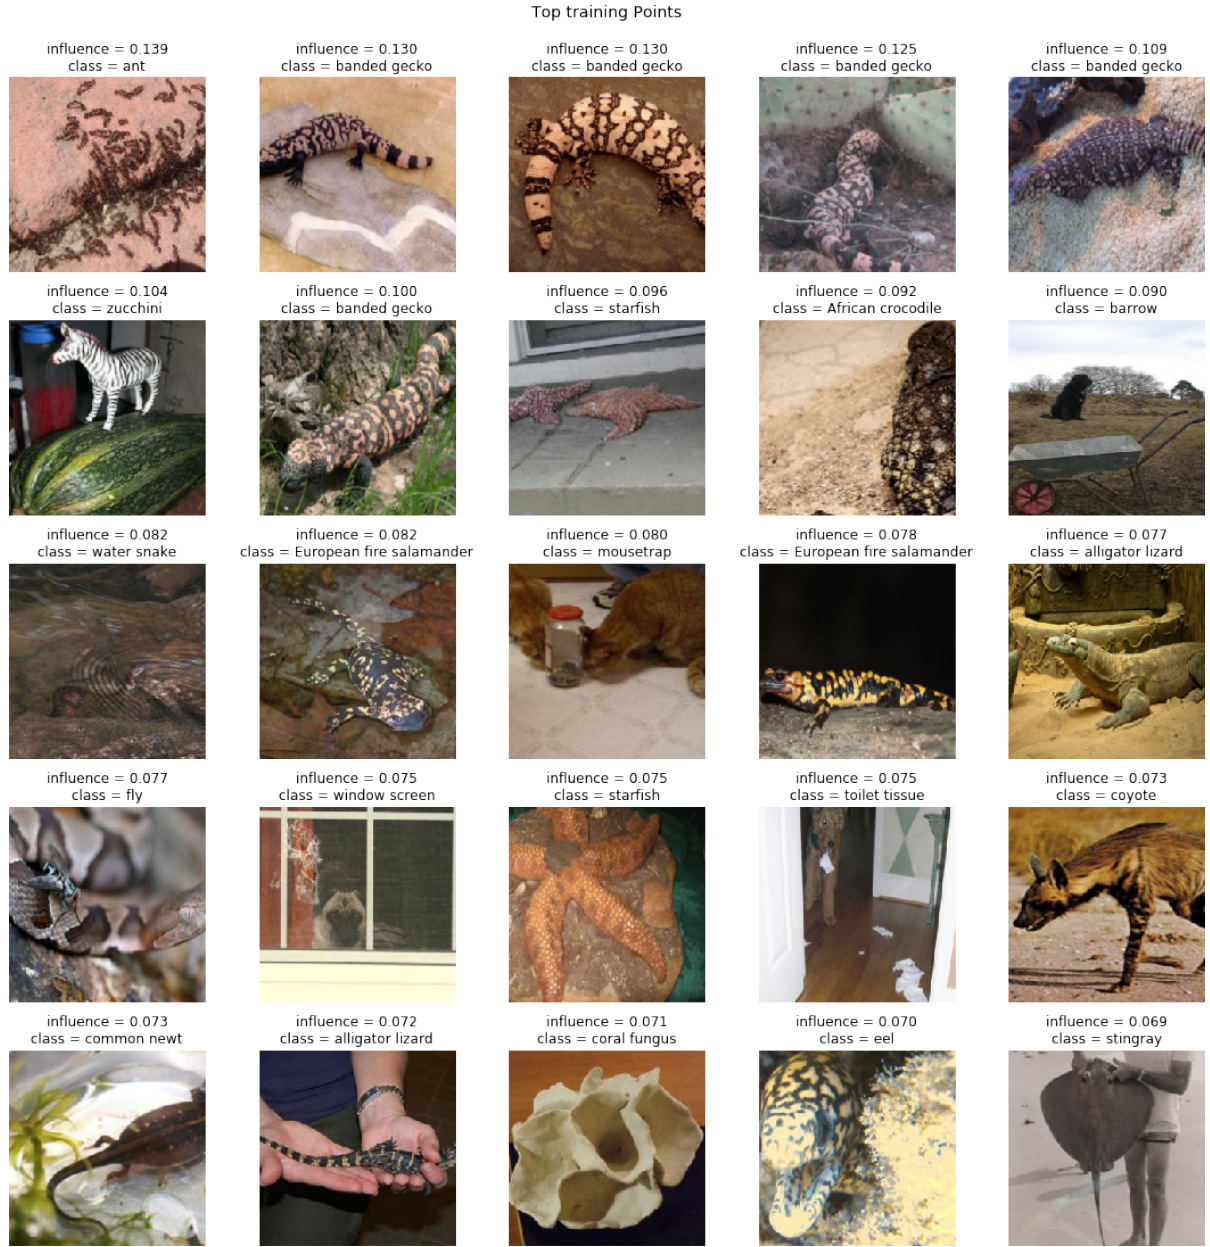 Top training Points
influence = 0.139
class = ant
influence = 0.130
class = banded gecko
influence = 0.130
class = banded gecko
influence = 0.125
class = banded gecko
influence = 0.109
class = banded gecko
influence = 0.104
class = zucchini
influence = 0.100
class = banded gecko
influence = 0.096
class = starfish
influence = 0.092
class = African crocodile
influence = 0.090
class = barrow
influence = 0.082
class = water snake
influence = 0.082
class = European fire salamander
influence = 0.080
class = mousetrap
influence = 0.078
class = European fire salamander
influence = 0.077
class = alligator lizard
influence = 0.077
class = fly
influence = 0.075
class = window screen
influence = 0.075
class = starfish
influence = 0.075
class = toilet tissue
influence = 0.073
class = coyote
influence = 0.073
class = common newt
influence = 0.072
class = alligator lizard
influence = 0.071
class = coral fungus
influence = 0.070
class = eel
influence = 0.069
class = stingray